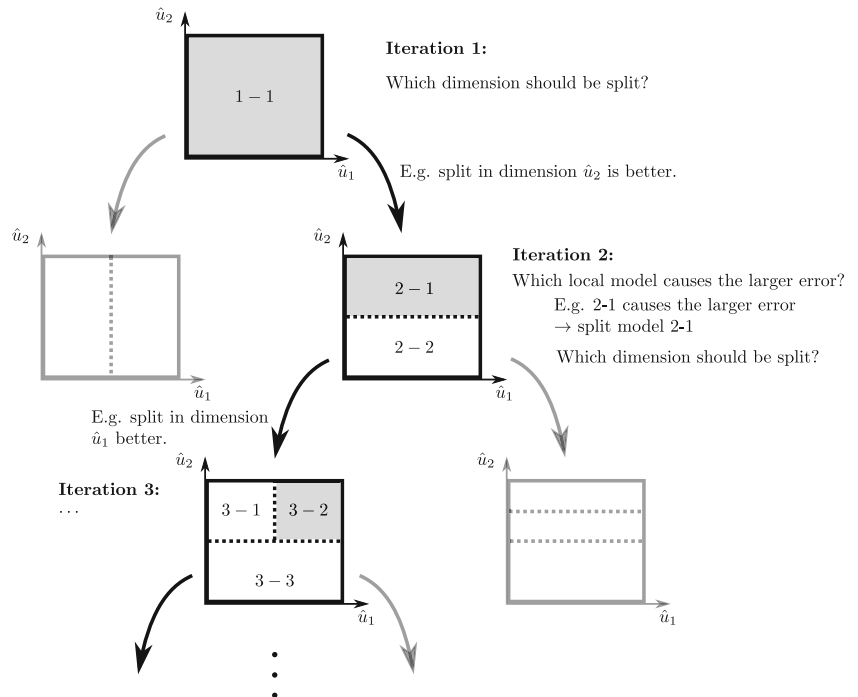 û₂
Iteration 1:
Which dimension should be split?
1 − 1
û₁
E.g. split in dimension û₂ is better.
û₂
û₁
û₂
Iteration 2:
Which local model causes the larger error?
E.g. 2-1 causes the larger error
→ split model 2-1
Which dimension should be split?
2 − 1
2 − 2
û₁
E.g. split in dimension
û₁ better.
Iteration 3:
...
û₂
3 − 1
3 − 2
3 − 3
û₁
û₂
û₁